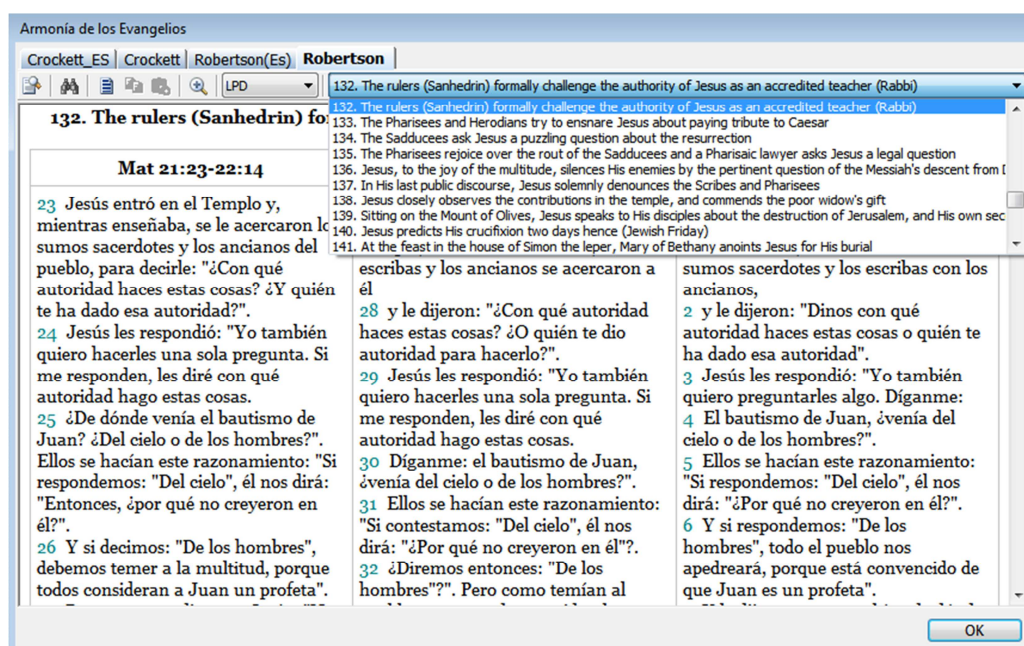 Armonía de los Evangelios
Crockett_ES Crockett Robertson(Es) Robertson
LPD 132. The rulers (Sanhedrin) formally challenge the authority of Jesus as an accredited teacher (Rabbi)
132. The rulers (Sanhedrin) formally challenge the authority of Jesus as an accredited teacher (Rabbi)
133. The Pharisees and Herodians try to ensnare Jesus about paying tribute to Caesar
134. The Sadducees ask Jesus a puzzling question about the resurrection
135. The Pharisees rejoice over the rout of the Sadducees and a Pharisaic lawyer asks Jesus a legal question
136. Jesus, to the joy of the multitude, silences His enemies by the pertinent question of the Messiah's descent from
137. In His last public discourse, Jesus solemnly denounces the Scribes and Pharisees
138. Jesus closely observes the contributions in the temple, and commends the poor widow's gift
139. Sitting on the Mount of Olives, Jesus speaks to His disciples about the destruction of Jerusalem, and His own sec
140. Jesus predicts His crucifixion two days hence (Jewish Friday)
141. At the feast in the house of Simon the leper, Mary of Bethany anoints Jesus for His burial
132. The rulers (Sanhedrin) fo
Mat 21:23-22:14
23 Jesús entró en el Templo y,
mientras enseñaba, se le acercaron lo
sumos sacerdotes y los ancianos del
pueblo, para decirle: "¿Con qué
autoridad haces estas cosas? ¿Y quién
te ha dado esa autoridad?".
24 Jesús les respondió: "Yo también
quiero hacerles una sola pregunta. Si
me responden, les diré con qué
autoridad hago estas cosas.
25 ¿De dónde venía el bautismo de
Juan? ¿Del cielo o de los hombres?".
Ellos se hacían este razonamiento: "Si
respondemos: "Del cielo", él nos dirá:
"Entonces, ¿por qué no creyeron en
él?".
26 Y si decimos: "De los hombres",
debemos temer a la multitud, porque
todos consideran a Juan un profeta".
escribas y los ancianos se acercaron a
él
28 y le dijeron: "¿Con qué autoridad
haces estas cosas? ¿O quién te dio
autoridad para hacerlo?".
29 Jesús les respondió: "Yo también
quiero hacerles una sola pregunta. Si
me responden, les diré con qué
autoridad hago estas cosas.
30 Díganme: el bautismo de Juan,
¿venía del cielo o de los hombres?".
31 Ellos se hacían este razonamiento:
"Si contestamos: "Del cielo", él nos
dirá: "¿Por qué no creyeron en él"?.
32 ¿Diremos entonces: "De los
hombres"?". Pero como temían al
sumos sacerdotes y los escribas con los
ancianos,
2 y le dijeron: "Dinos con qué
autoridad haces estas cosas o quién te
ha dado esa autoridad".
3 Jesús les respondió: "Yo también
quiero preguntarles algo. Díganme:
4 El bautismo de Juan, ¿venía del
cielo o de los hombres?".
5 Ellos se hacían este razonamiento:
"Si respondemos: "Del cielo", él nos
dirá: "¿Por qué no creyeron en él?".
6 Y si respondemos: "De los
hombres", todo el pueblo nos
apedreará, porque está convencido de
que Juan es un profeta".
OK